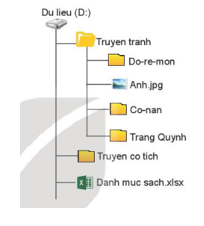 Du lieu (D:)
Truyen tranh
Do-re-mon
Anh.jpg
Co-nan
Trang Quynh
Truyen co tich
Danh muc sach.xlsx